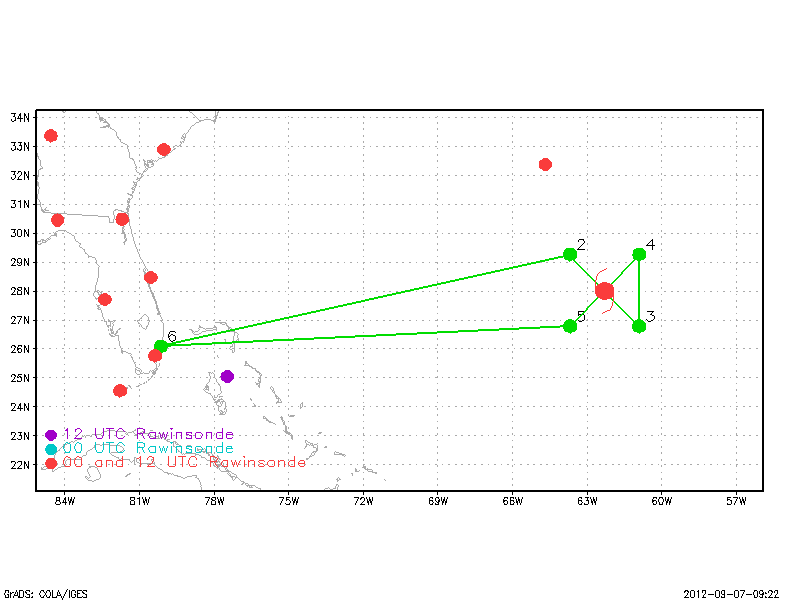 34N
33N
32N
31N
30N
29N
28N
27N
26N
25N
24N
23N
22N
2
4
5
3
6
12 UTC Rawinsonde
00 UTC Rawinsonde
00 and 12 UTC Rawinsonde
84W 81W 78W 75W 72W 69W 66W 63W 60W 57W
GrADS: COLA/IGES
2012-09-07-09:22